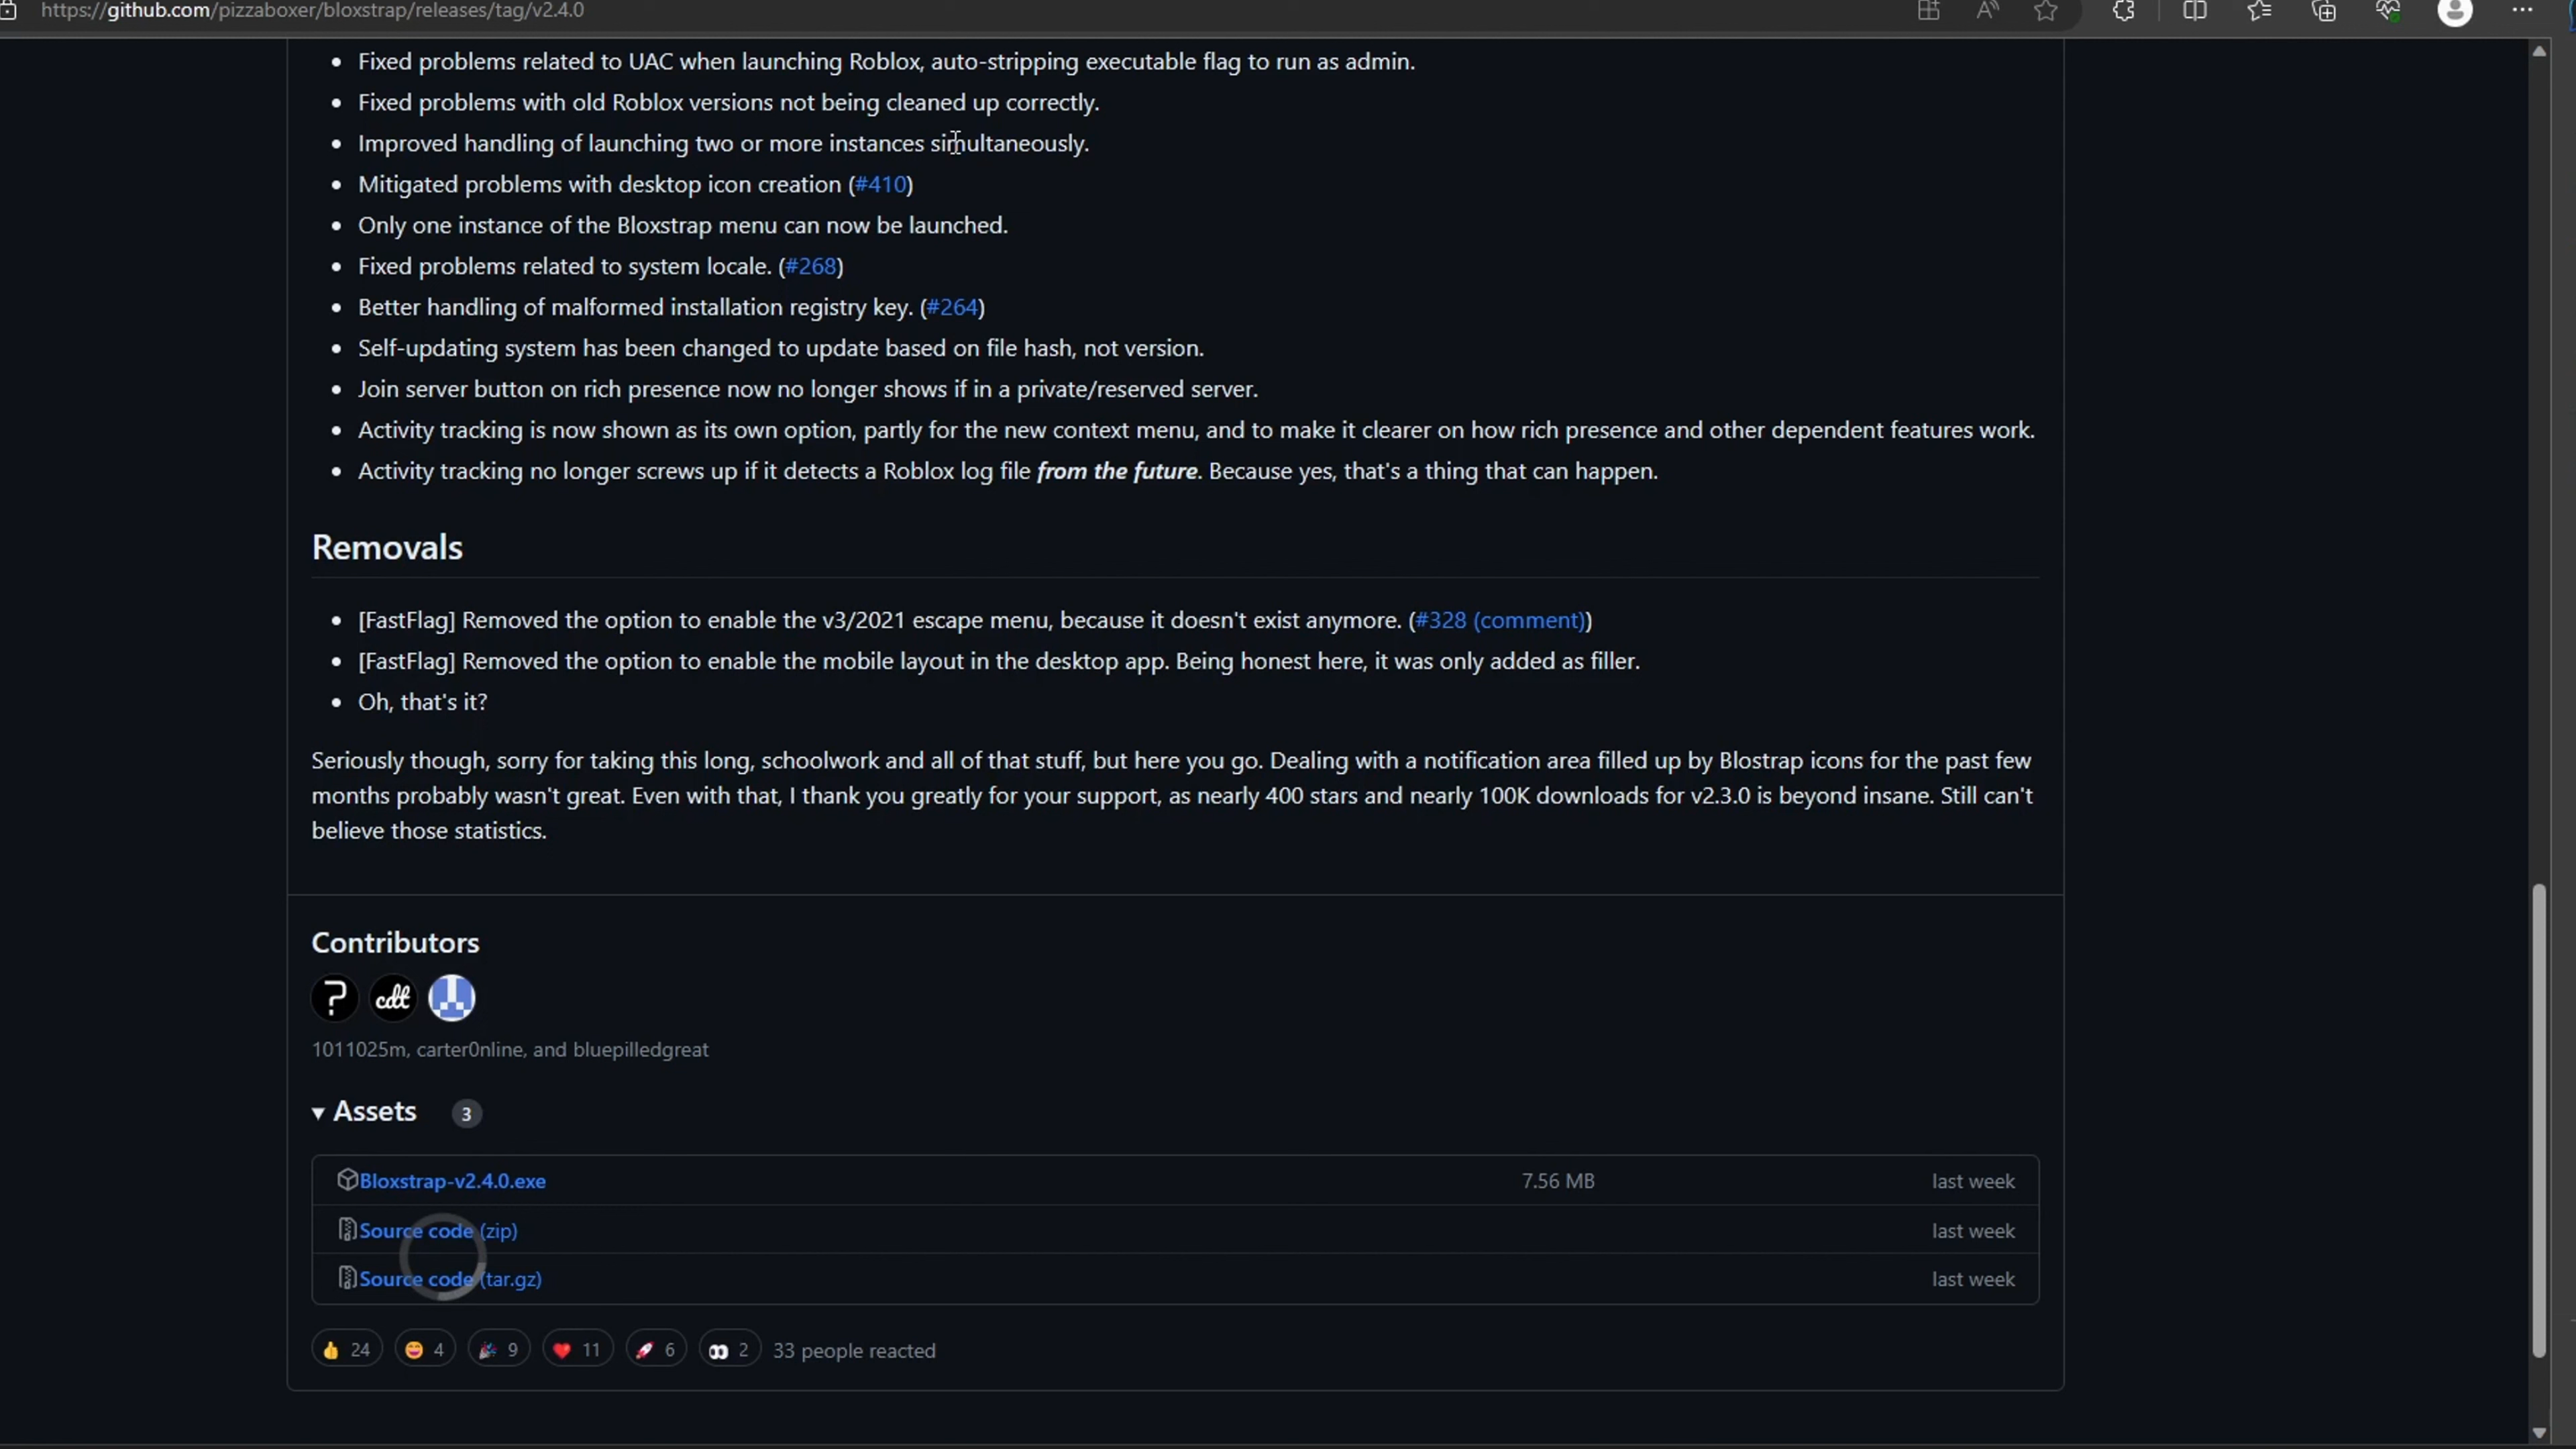 https://github.com/pizzaboxer/bloxstrap/releases/tag/v2.4.0
Fixed problems related to UAC when launching Roblox, auto-stripping executable flag to run as admin.
Fixed problems with old Roblox versions not being cleaned up correctly.
Improved handling of launching two or more instances simultaneously.
Mitigated problems with desktop icon creation (#410)
Only one instance of the Bloxstrap menu can now be launched.
Fixed problems related to system locale. (#268)
Better handling of malformed installation registry key. (#264)
Self-updating system has been changed to update based on file hash, not version.
Join server button on rich presence now no longer shows if in a private/reserved server.
Activity tracking is now shown as its own option, partly for the new context menu, and to make it clearer on how rich presence and other dependent features work.
Activity tracking no longer screws up if it detects a Roblox log file from the future. Because yes, that's a thing that can happen.
Removals
[FastFlag] Removed the option to enable the v3/2021 escape menu, because it doesn't exist anymore. (#328 (comment))
[FastFlag] Removed the option to enable the mobile layout in the desktop app. Being honest here, it was only added as filler.
Oh, that's it?
Seriously though, sorry for taking this long, schoolwork and all of that stuff, but here you go. Dealing with a notification area filled up by Blostrap icons for the past few
months probably wasn't great. Even with that, I thank you greatly for your support, as nearly 400 stars and nearly 100K downloads for v2.3.0 is beyond insane. Still can't
believe those statistics.
Contributors
? cdt
1011025m, carter0nline, and bluepilledgreat
Assets 3
Bloxstrap-v2.4.0.exe 7.56 MB last week
Source code (zip) last week
Source code (tar.gz) last week
24 4 9 11 6 2 33 people reacted